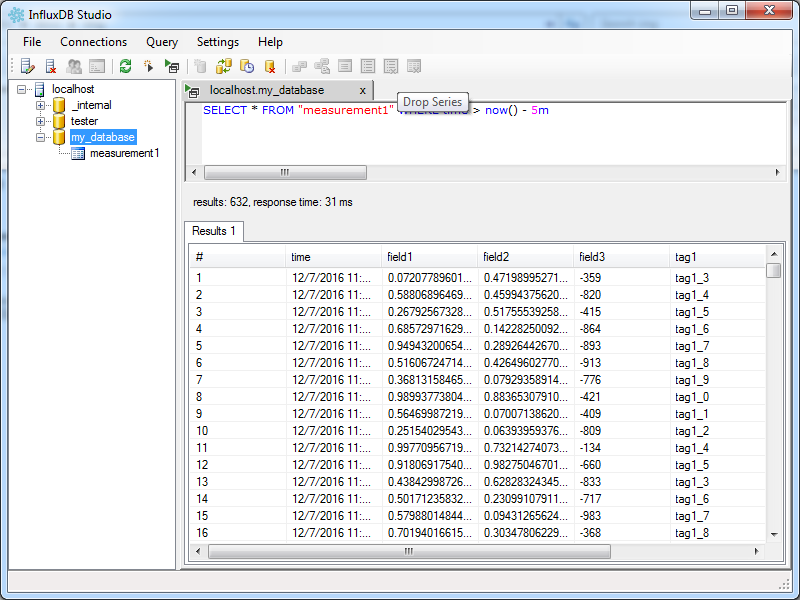 InfluxDB Studio
File Connections Query Settings Help
localhost
_internal
tester
my_database
measurement1
localhost.my_database x
Drop Series
SELECT * FROM "measurement1" WHERE time > now() - 5m
results: 632, response time: 31 ms
Results 1
# time field1 field2 field3 tag1
1 12/7/2016 11:... 0.07207789601... 0.47198995271... -359 tag1_3
2 12/7/2016 11:... 0.58806896469... 0.45994375620... -820 tag1_4
3 12/7/2016 11:... 0.26792567328... 0.51755539258... -415 tag1_5
4 12/7/2016 11:... 0.68572971629... 0.14228250092... -864 tag1_6
5 12/7/2016 11:... 0.94943200654... 0.28926442670... -893 tag1_7
6 12/7/2016 11:... 0.51606724714... 0.42649602770... -913 tag1_8
7 12/7/2016 11:... 0.36813158465... 0.07929358914... -776 tag1_9
8 12/7/2016 11:... 0.98993773804... 0.88365307910... -421 tag1_0
9 12/7/2016 11:... 0.56469987219... 0.07007138620... -409 tag1_1
10 12/7/2016 11:... 0.25154029543... 0.06393959376... -809 tag1_2
11 12/7/2016 11:... 0.99770956719... 0.73214274073... -134 tag1_4
12 12/7/2016 11:... 0.91806917540... 0.98275046701... -660 tag1_5
13 12/7/2016 11:... 0.43842998726... 0.62828324345... -833 tag1_3
14 12/7/2016 11:... 0.50171235832... 0.23099107911... -717 tag1_6
15 12/7/2016 11:... 0.57988014844... 0.09431265624... -983 tag1_7
16 12/7/2016 11:... 0.70194016615... 0.30347806229... -368 tag1_8